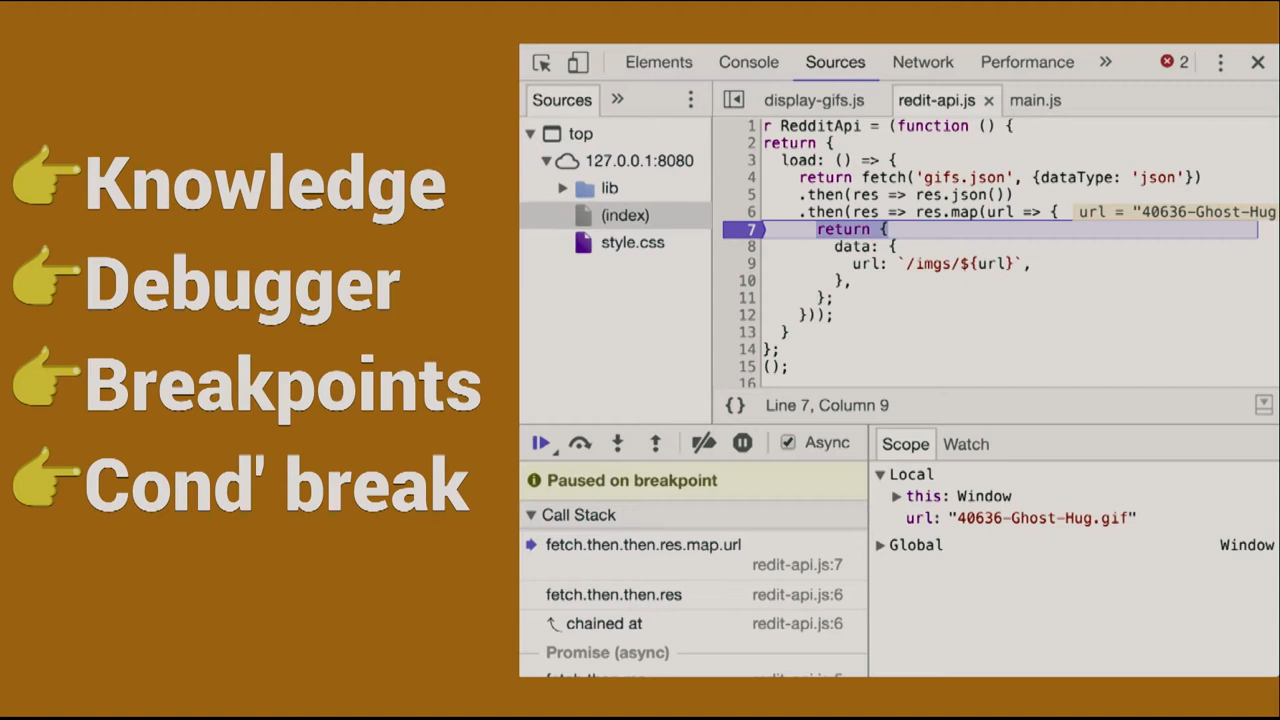 Knowledge
Debugger
Breakpoints
Cond' break
Elements Console Sources Network Performance » 2
Sources »
display-gifs.js redit-api.js × main.js
top
127.0.0.1:8080
lib
(index)
style.css
1 r RedditApi = (function () {
2 return {
3 load: () => {
4 return fetch('gifs.json', {dataType: 'json'})
5 .then(res => res.json())
6 .then(res => res.map(url => { url = "40636-Ghost-Hug
7 return {
8 data: {
9 url: `/imgs/${url}`,
10 },
11 };
12 }));
13 }
14 };
15 ();
16
{} Line 7, Column 9
Async
Paused on breakpoint
Call Stack
fetch.then.then.res.map.url
redit-api.js:7
fetch.then.then.res redit-api.js:6
chained at redit-api.js:6
Promise (async)
Scope Watch
Local
this: Window
url: "40636-Ghost-Hug.gif"
Global Window